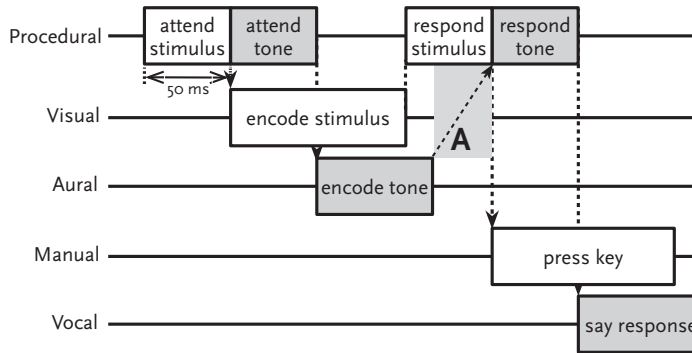 Procedural
attend
stimulus
attend
tone
respond
stimulus
respond
tone
50 ms
Visual
encode stimulus
A
Aural
encode tone
Manual
press key
Vocal
say response